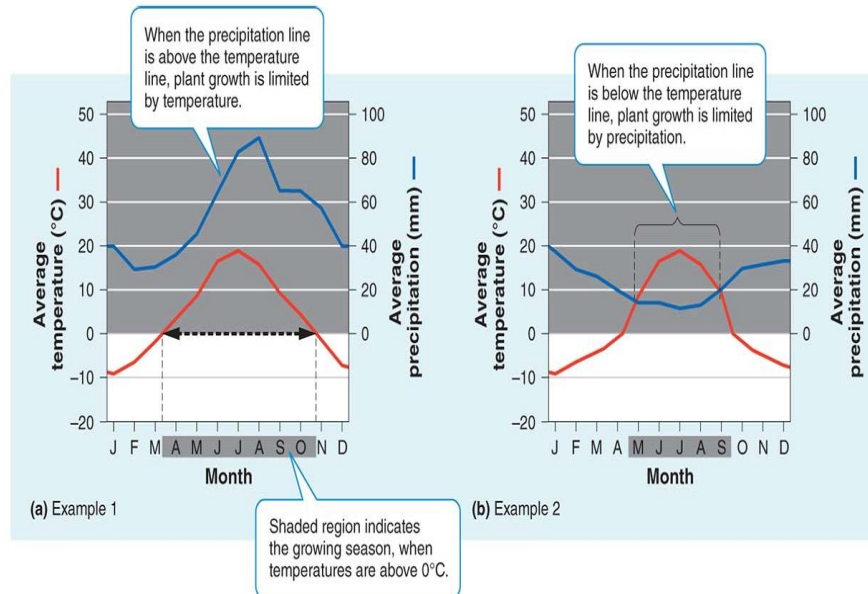 When the precipitation line
is above the temperature
line, plant growth is limited
by temperature.
50
40
30
20
10
0
–10
–20
Average
temperature (°C)
100
80
60
40
20
0
Average
precipitation (mm)
J F M A M J J A S O N D
Month
(a) Example 1
Shaded region indicates
the growing season, when
temperatures are above 0°C.
When the precipitation line
is below the temperature
line, plant growth is limited
by precipitation.
50
40
30
20
10
0
–10
–20
Average
temperature (°C)
100
80
60
40
20
0
Average
precipitation (mm)
J F M A M J J A S O N D
Month
(b) Example 2